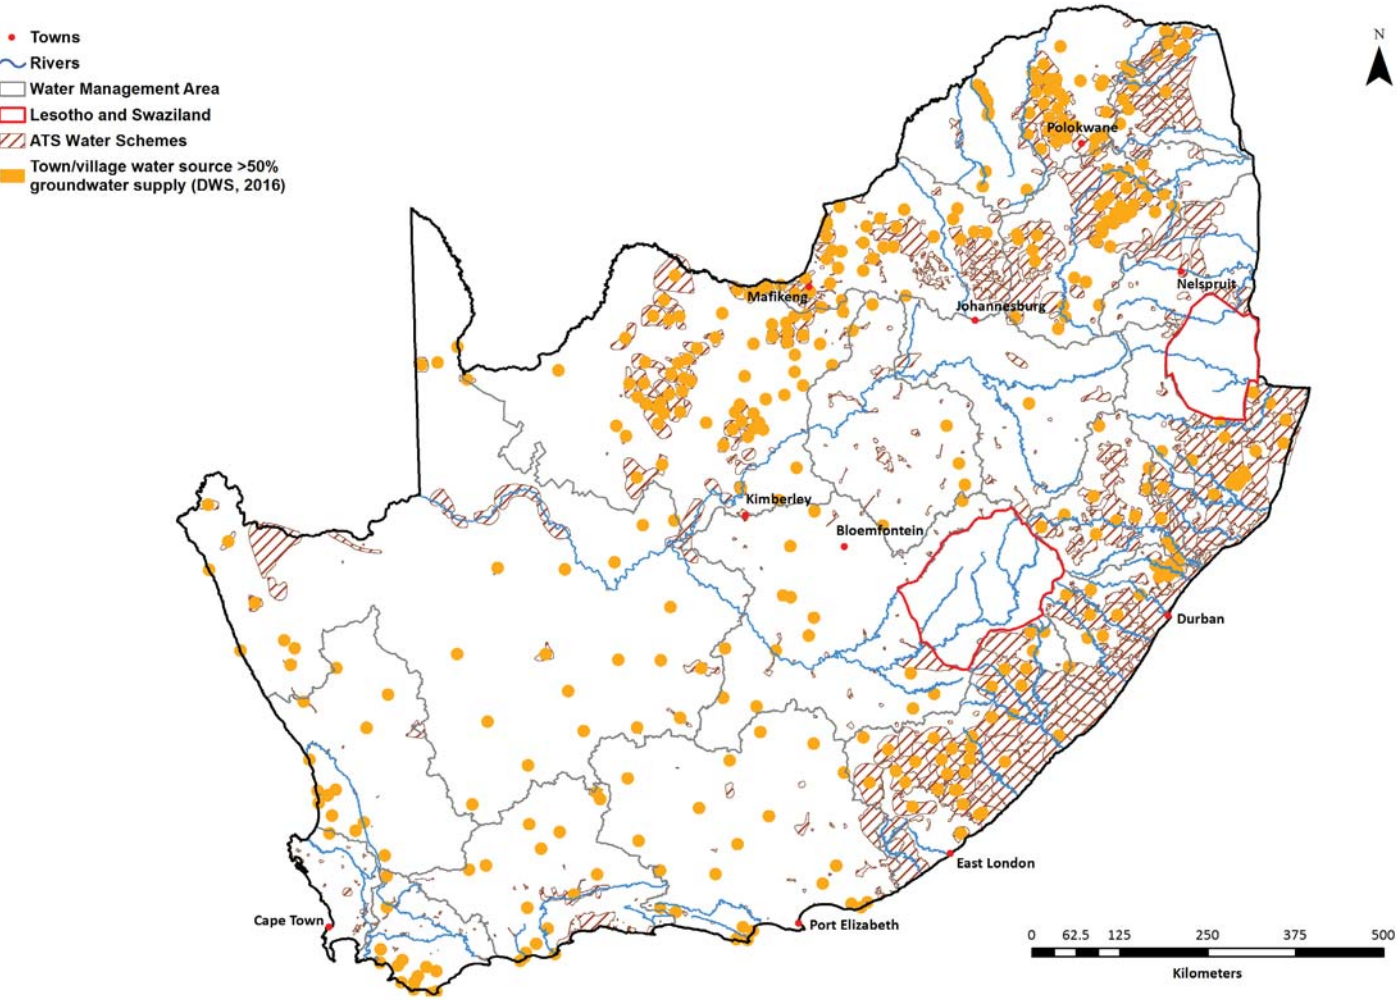 Towns
Rivers
Water Management Area
Lesotho and Swaziland
ATS Water Schemes
Town/village water source >50%
groundwater supply (DWS, 2016)
N
Polokwane
Nelspruit
Mafikeng
Johannesburg
Kimberley
Bloemfontein
Durban
East London
Cape Town
Port Elizabeth
0 62.5 125 250 375 500
Kilometers